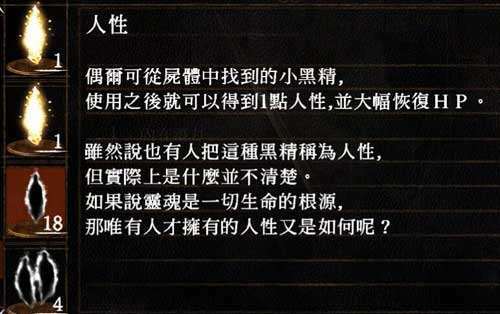 人性
1
偶爾可從屍體中找到的小黑精,
使用之後就可以得到1點人性,並大幅恢復HP。
1
雖然說也有人把這種黑精稱為人性,
但實際上是什麼並不清楚。
如果說靈魂是一切生命的根源,
18
那唯有人才擁有的人性又是如何呢?
4